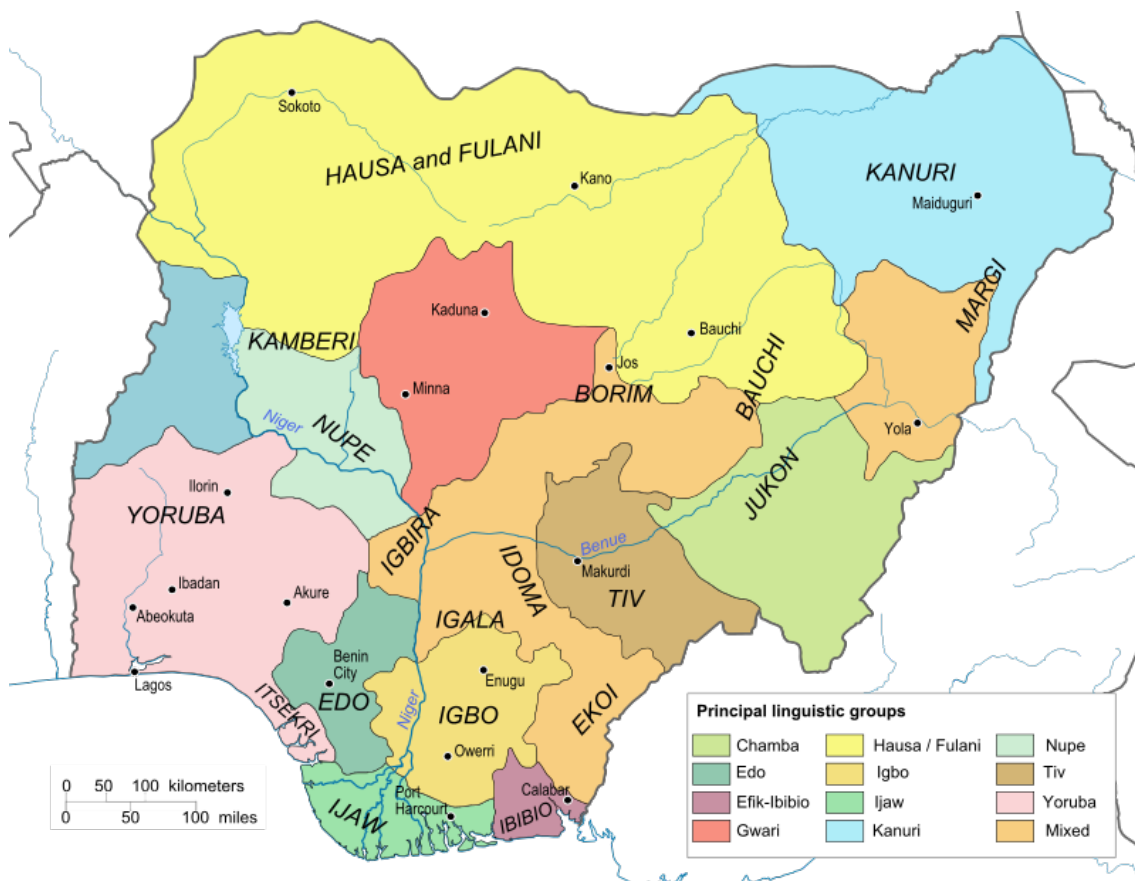 Sokoto
HAUSA and FULANI
Kano
KANURI
Maiduguri
MARGI
Kaduna
KAMBERI
Bauchi
BAUCHI
Jos
BORIM
Minna
Niger
NUPE
Yola
Ilorin
YORUBA
JUKON
IGBIRA
Benue
Makurdi
IDOMA
TIV
Ibadan
Akure
Abeokuta
IGALA
Lagos
Benin
City
EDO
Enugu
EKOI
ITSEKRI
Niger
IGBO
Owerri
Port
Harcourt
IJAW
Calabar
IBIBIO
0 50 100 kilometers
0 50 100 miles
Principal linguistic groups
Chamba
Edo
Efik-Ibibio
Gwari
Hausa / Fulani
Igbo
Ijaw
Kanuri
Nupe
Tiv
Yoruba
Mixed